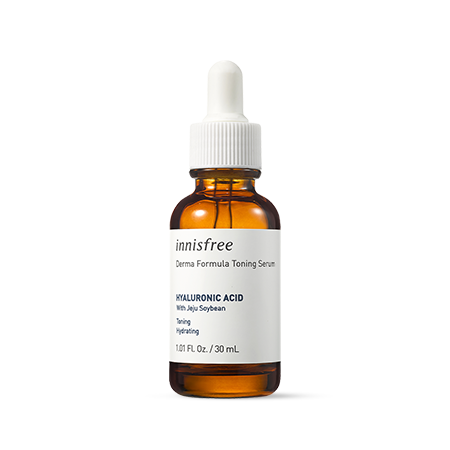 innisfree
Derma Formula Toning Serum
HYALURONIC ACID
With Jeju Soybean
Toning
Hydrating
1.01 FL Oz. / 30 mL